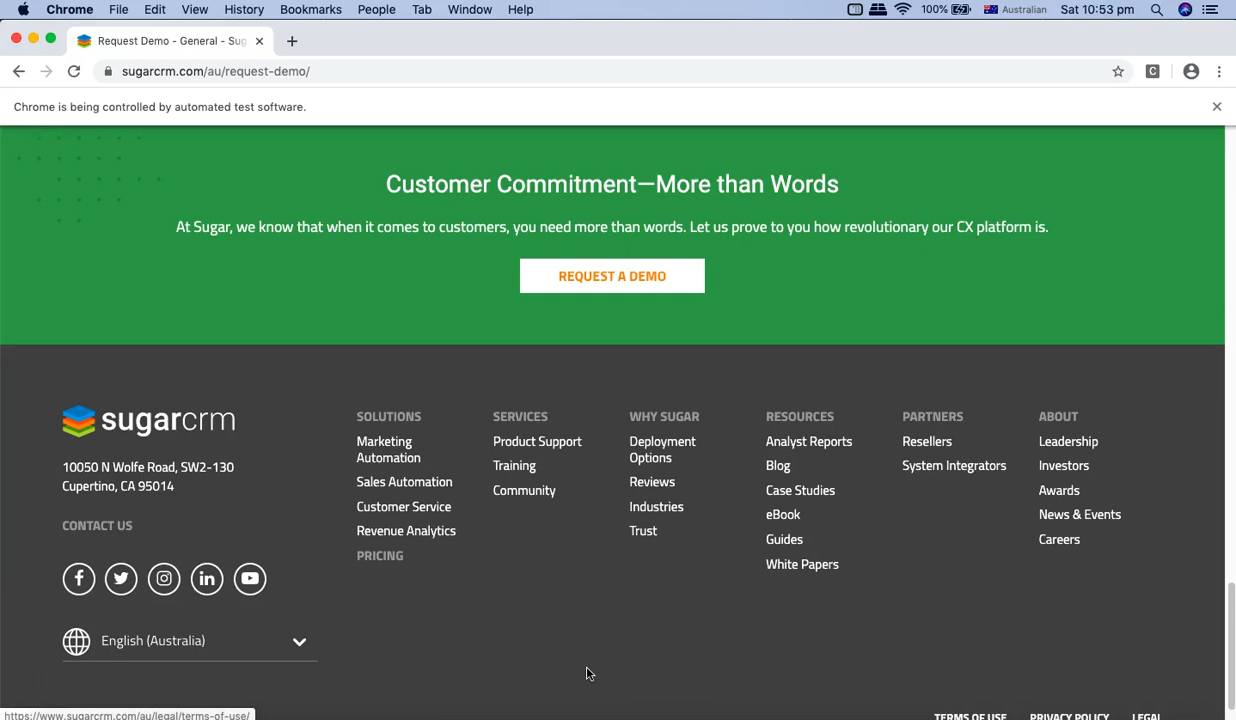 Chrome File Edit View History Bookmarks People Tab Window Help 100% Australian Sat 10:53 pm
Request Demo - General - Sug
sugarcrm.com/au/request-demo/
Chrome is being controlled by automated test software.
Customer Commitment—More than Words
At Sugar, we know that when it comes to customers, you need more than words. Let us prove to you how revolutionary our CX platform is.
REQUEST A DEMO
sugarcrm
10050 N Wolfe Road, SW2-130
Cupertino, CA 95014
CONTACT US
English (Australia)
SOLUTIONS
Marketing
Automation
Sales Automation
Customer Service
Revenue Analytics
PRICING
SERVICES
Product Support
Training
Community
WHY SUGAR
Deployment
Options
Reviews
Industries
Trust
RESOURCES
Analyst Reports
Blog
Case Studies
eBook
Guides
White Papers
PARTNERS
Resellers
System Integrators
ABOUT
Leadership
Investors
Awards
News & Events
Careers
https://www.sugarcrm.com/au/legal/terms-of-use/
TERMS OF USE PRIVACY POLICY LEGAL